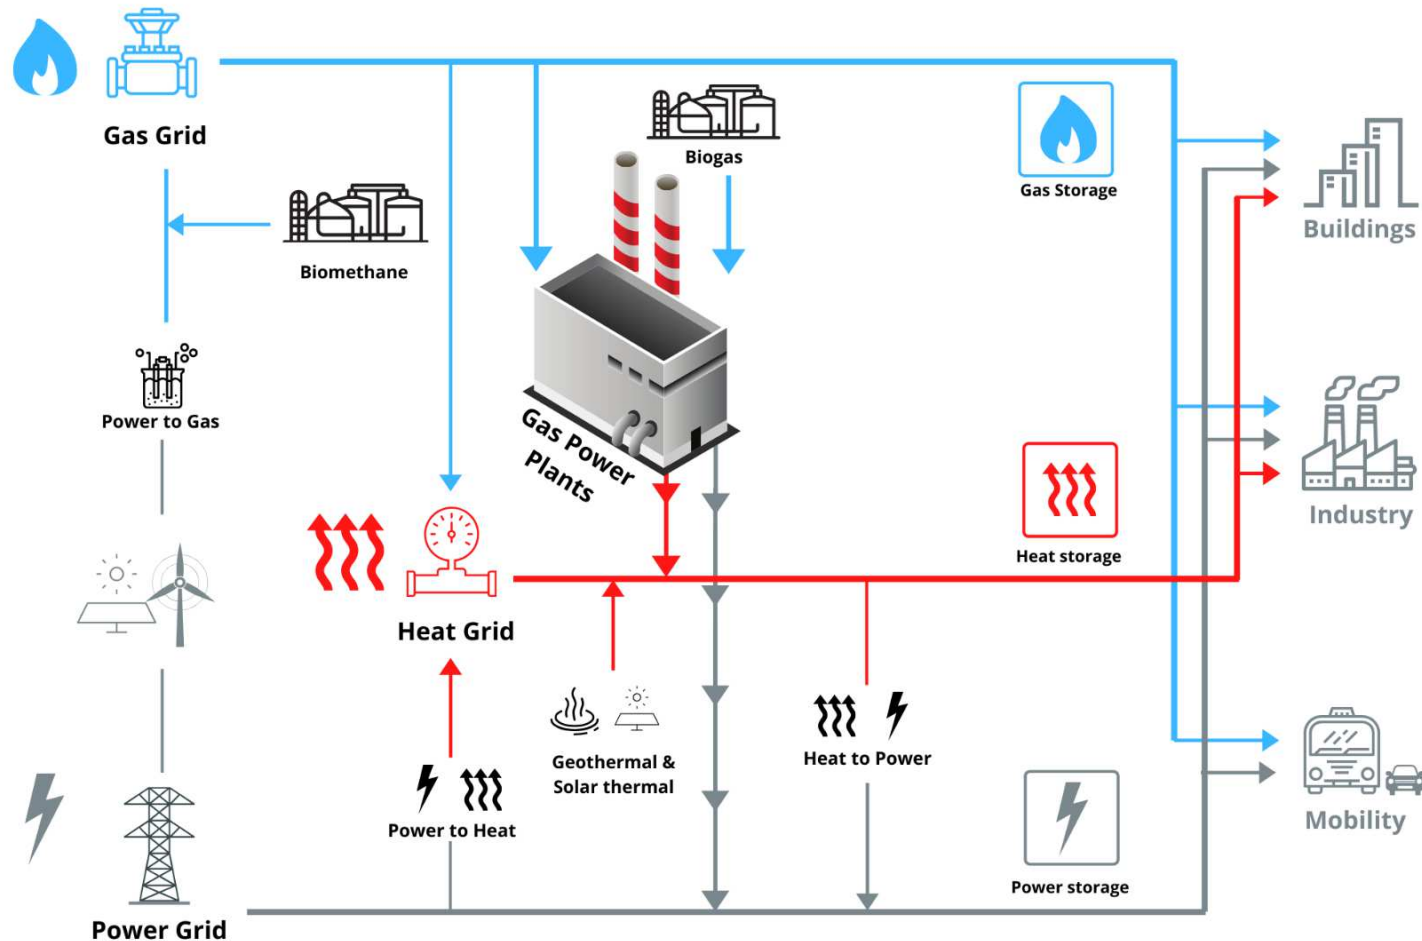 Gas Grid
Biogas
Gas Storage
Buildings
Biomethane
Power to Gas
Gas Power
Plants
Industry
Heat storage
Heat Grid
Geothermal &
Solar thermal
Heat to Power
Power to Heat
Mobility
Power storage
Power Grid